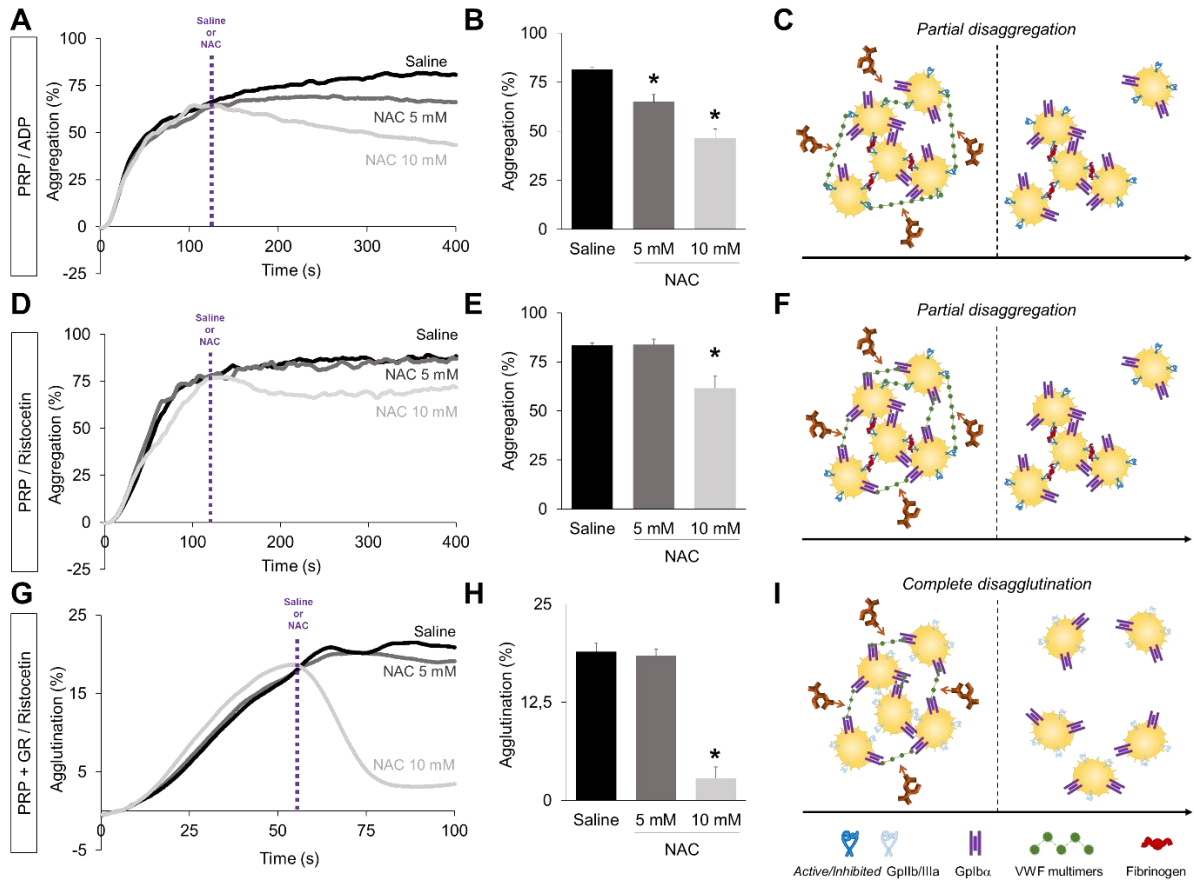 A
PRP / ADP
Aggregation (%)
100
75
50
25
0
-25
Saline
or
NAC
Saline
NAC 5 mM
NAC 10 mM
0 100 200 300 400
Time (s)
B
Aggregation (%)
100
75
50
25
0
* *
Saline 5 mM 10 mM
NAC
C
Partial disaggregation
D
PRP / Ristocetin
Aggregation (%)
100
75
50
25
0
-25
Saline
or
NAC
Saline
NAC 5 mM
NAC 10 mM
0 100 200 300 400
Time (s)
E
Aggregation (%)
100
75
50
25
0
*
Saline 5 mM 10 mM
NAC
F
Partial disaggregation
G
PRP + GR / Ristocetin
Agglutination (%)
25
15
5
-5
Saline
or
NAC
Saline
NAC 5 mM
NAC 10 mM
0 25 50 75 100
Time (s)
H
Agglutination (%)
25
12,5
0
*
Saline 5 mM 10 mM
NAC
I
Complete disagglutination
Active/Inhibited GpIIb/IIIa GpIbα VWF multimers Fibrinogen